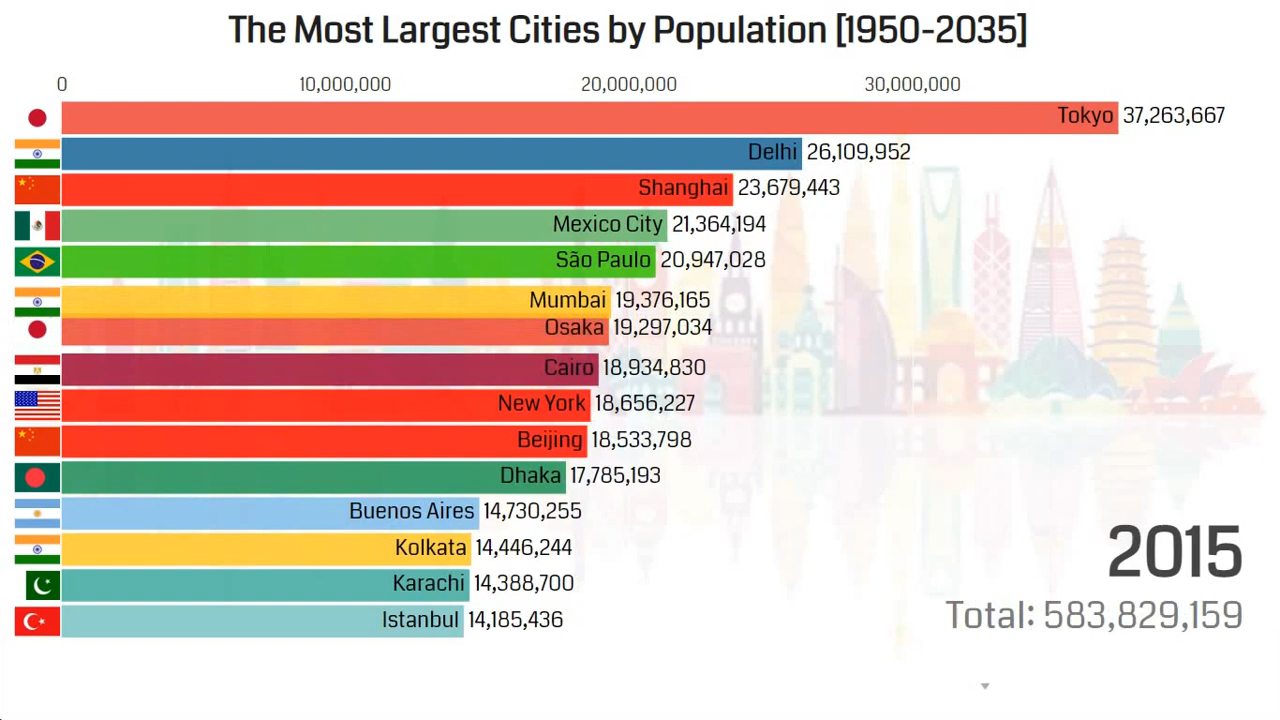 The Most Largest Cities by Population [1950-2035]
0 10,000,000 20,000,000 30,000,000
Tokyo 37,263,667
Delhi 26,109,952
Shanghai 23,679,443
Mexico City 21,364,194
São Paulo 20,947,028
Mumbai 19,376,165
Osaka 19,297,034
Cairo 18,934,830
New York 18,656,227
Beijing 18,533,798
Dhaka 17,785,193
Buenos Aires 14,730,255
Kolkata 14,446,244
Karachi 14,388,700
Istanbul 14,185,436
2015
Total: 583,829,159